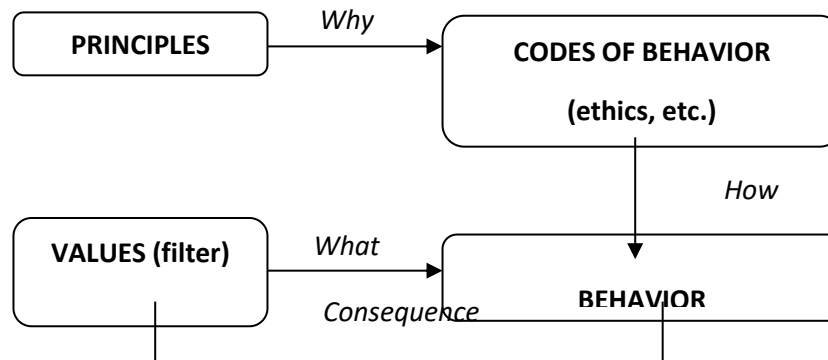 Why
PRINCIPLES
CODES OF BEHAVIOR
(ethics, etc.)
How
VALUES (filter)
What
BEHAVIOR
Consequence